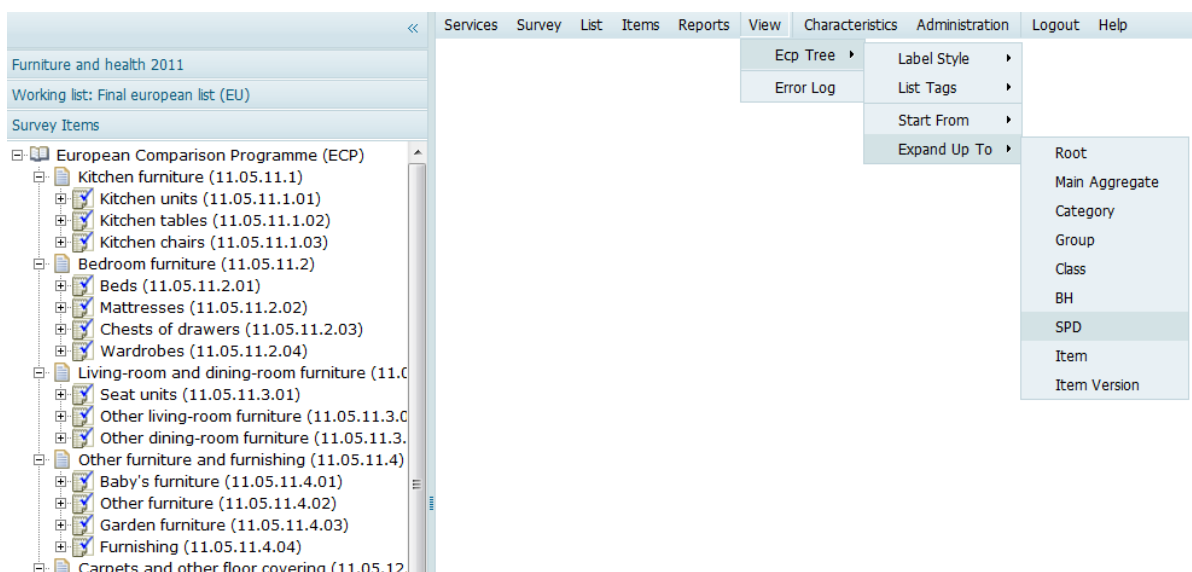 «
Services Survey List Items Reports View Characteristics Administration Logout Help
Furniture and health 2011
Working list: Final european list (EU)
Survey Items
European Comparison Programme (ECP)
Kitchen furniture (11.05.11.1)
Kitchen units (11.05.11.1.01)
Kitchen tables (11.05.11.1.02)
Kitchen chairs (11.05.11.1.03)
Bedroom furniture (11.05.11.2)
Beds (11.05.11.2.01)
Mattresses (11.05.11.2.02)
Chests of drawers (11.05.11.2.03)
Wardrobes (11.05.11.2.04)
Living-room and dining-room furniture (11.0
Seat units (11.05.11.3.01)
Other living-room furniture (11.05.11.3.0
Other dining-room furniture (11.05.11.3.
Other furniture and furnishing (11.05.11.4)
Baby's furniture (11.05.11.4.01)
Other furniture (11.05.11.4.02)
Garden furniture (11.05.11.4.03)
Furnishing (11.05.11.4.04)
Carpets and other floor covering (11.05.12
Ecp Tree
Error Log
Label Style
List Tags
Start From
Expand Up To
Root
Main Aggregate
Category
Group
Class
BH
SPD
Item
Item Version